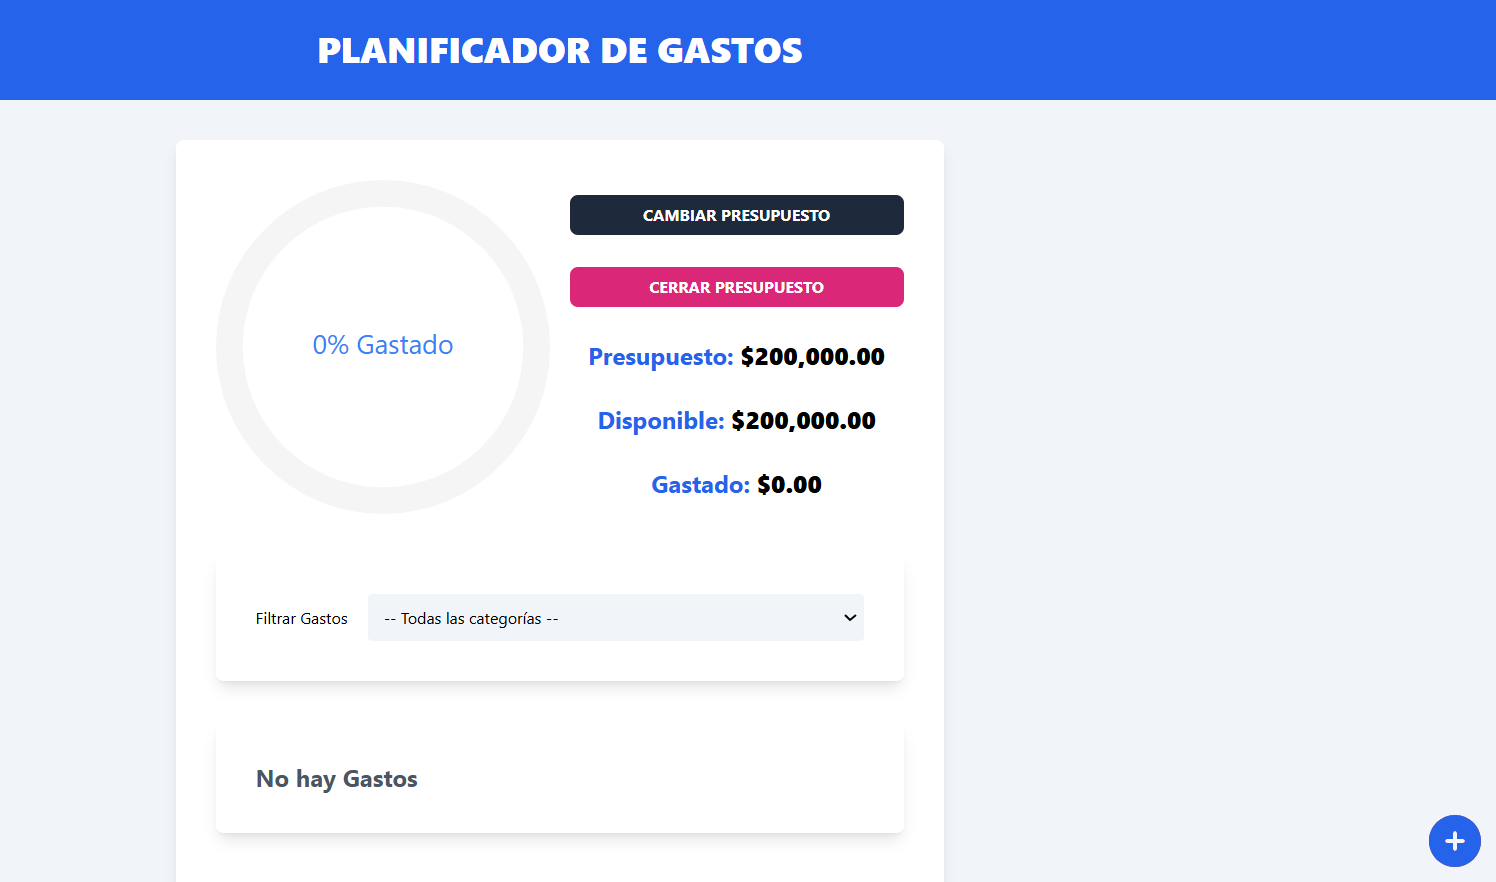 PLANIFICADOR DE GASTOS
0% Gastado
CAMBIAR PRESUPUESTO
CERRAR PRESUPUESTO
Presupuesto: $200,000.00
Disponible: $200,000.00
Gastado: $0.00
Filtrar Gastos
-- Todas las categorías --
No hay Gastos